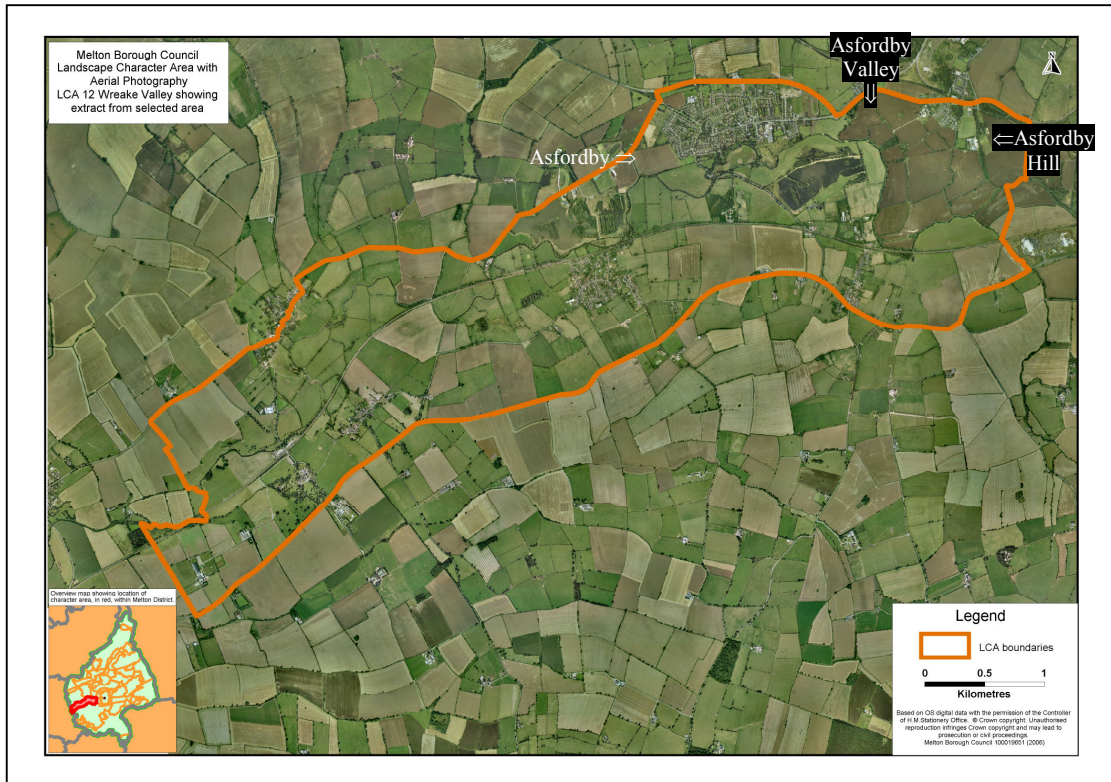 Melton Borough Council
Landscape Character Area with
Aerial Photography
LCA 12 Wreake Valley showing
extract from selected area
Asfordby
Valley
⇓
⇐Asfordby
Hill
Asfordby ⇒
N
Overview map showing location of
character area, in red, within Melton District.
Legend
LCA boundaries
0 0.5 1
Kilometres
Based on OS digital data with the permission of the Controller
of H.M.Stationery Office. © Crown copyright. Unauthorised
reproduction infringes Crown copyright and may lead to
prosecution or civil proceedings.
Melton Borough Council 100019651 (2006)